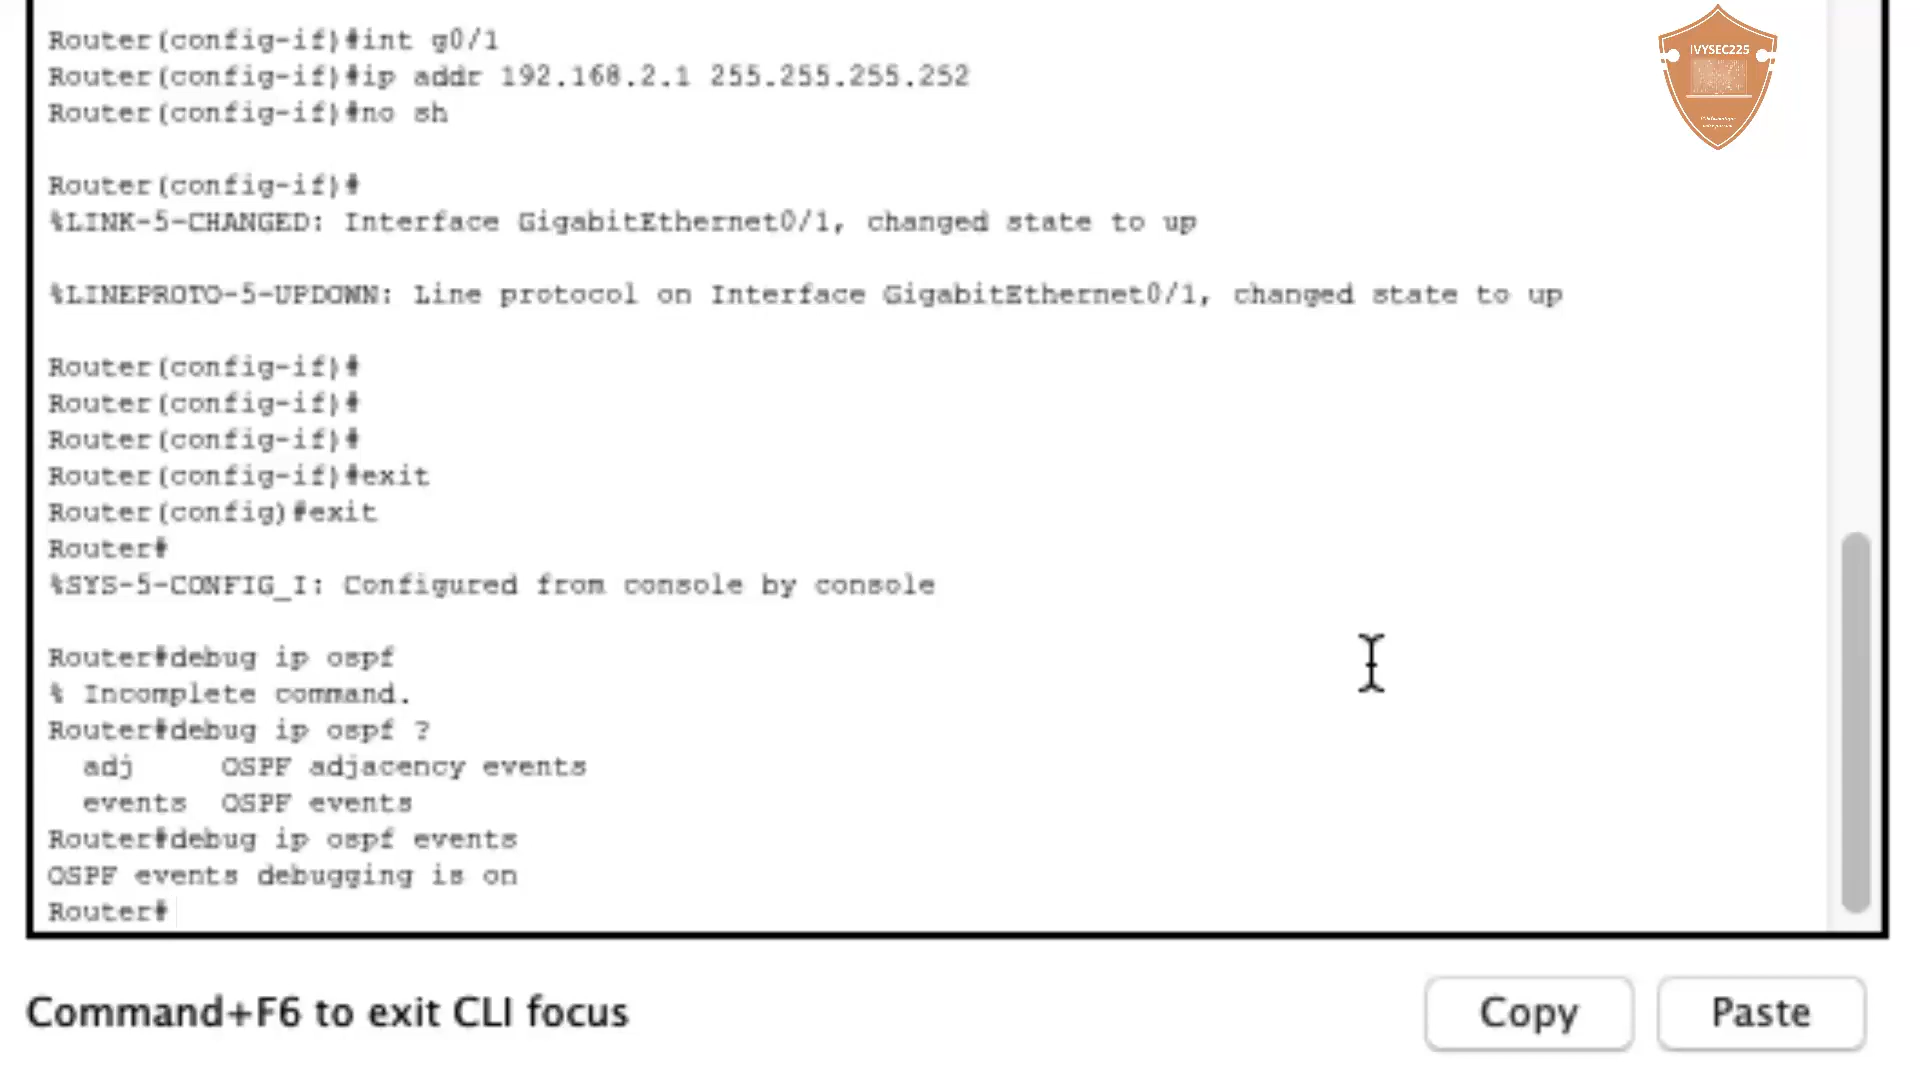 Router(config-if)#int g0/1
IVYSEC225
Router(config-if)#ip addr 192.168.2.1 255.255.255.252
Router(config-if)#no sh
Router(config-if)#
%LINK-5-CHANGED: Interface GigabitEthernet0/1, changed state to up
%LINEPROTO-5-UPDOWN: Line protocol on Interface GigabitEthernet0/1, changed state to up
Router(config-if)#
Router(config-if)#
Router(config-if)#
Router(config-if)#exit
Router(config)#exit
Router#
%SYS-5-CONFIG_I: Configured from console by console
Router#debug ip ospf
% Incomplete command.
Router#debug ip ospf ?
adj OSPF adjacency events
events OSPF events
Router#debug ip ospf events
OSPF events debugging is on
Router#
Command+F6 to exit CLI focus
Copy
Paste